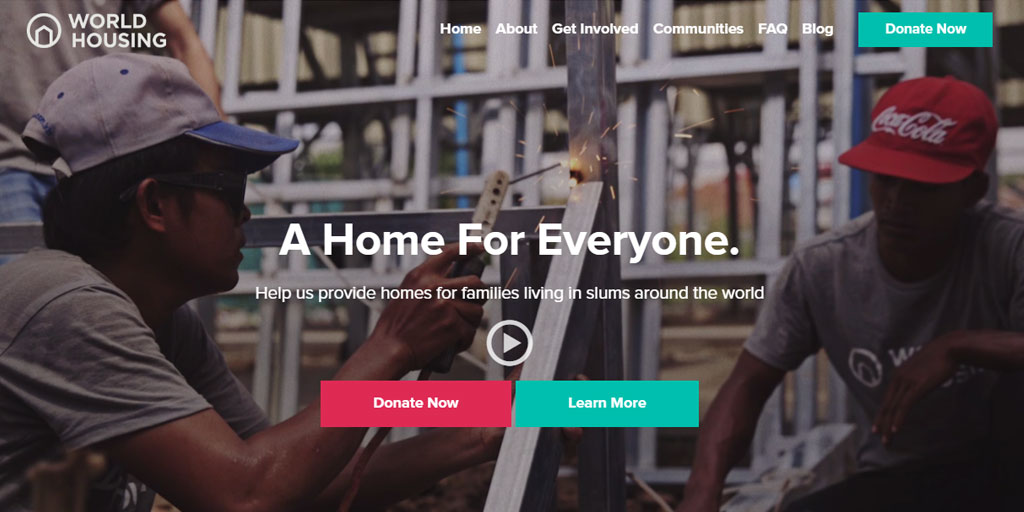 WORLD
HOUSING
Home About Get Involved Communities FAQ Blog Donate Now
Coca-Cola
A Home For Everyone.
Help us provide homes for families living in slums around the world
Donate Now Learn More